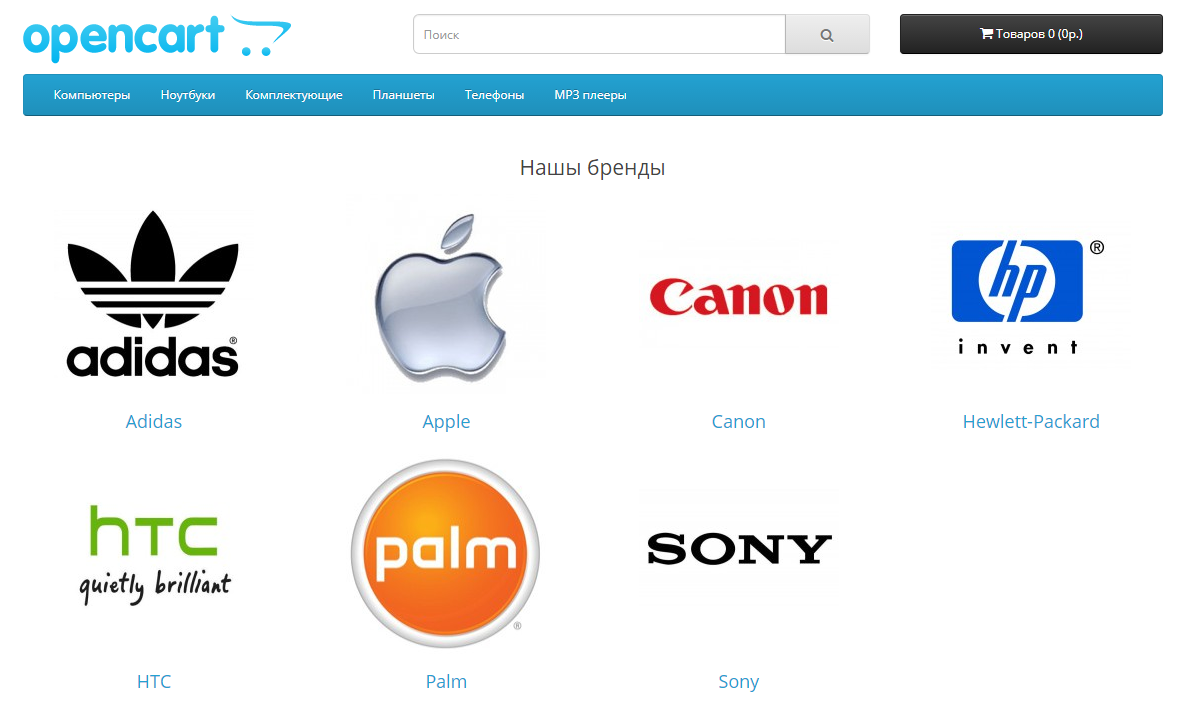 opencart
Поиск
Товаров 0 (0р.)
Компьютеры Ноутбуки Комплектующие Планшеты Телефоны MP3 плееры
Нашы бренды
adidas®
Canon
hp ®
invent
Adidas Apple Canon Hewlett-Packard
hTC
quietly brilliant
palm
®
SONY
HTC Palm Sony